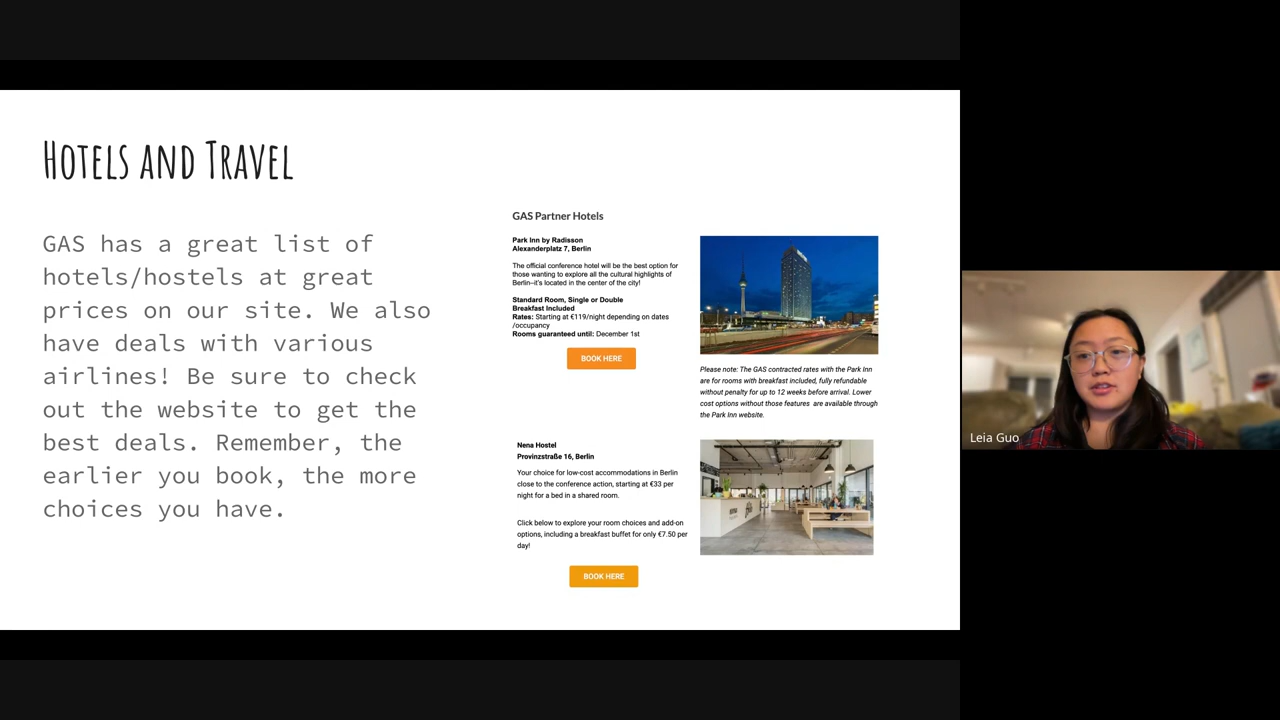 Hotels and Travel
GAS has a great list of
hotels/hostels at great
prices on our site. We also
have deals with various
airlines! Be sure to check
out the website to get the
best deals. Remember, the
earlier you book, the more
choices you have.
GAS Partner Hotels
Park Inn by Radisson
Alexanderplatz 7, Berlin
The official conference hotel will be the best option for
those wanting to explore all the cultural highlights of
Berlin--it's located in the center of the city!
Standard Room, Single or Double
Breakfast Included
Rates: Starting at €119/night depending on dates
/occupancy
Rooms guaranteed until: December 1st
BOOK HERE
Please note: The GAS contracted rates with the Park Inn
are for rooms with breakfast included, fully refundable
without penalty for up to 12 weeks before arrival. Lower
cost options without those features are available through
the Park Inn website.
Nena Hostel
Provinzstraße 16, Berlin
Your choice for low-cost accommodations in Berlin
close to the conference action, starting at €33 per
night for a bed in a shared room.
Click below to explore your room choices and add-on
options, including a breakfast buffet for only €7.50 per
day!
BOOK HERE
Leia Guo